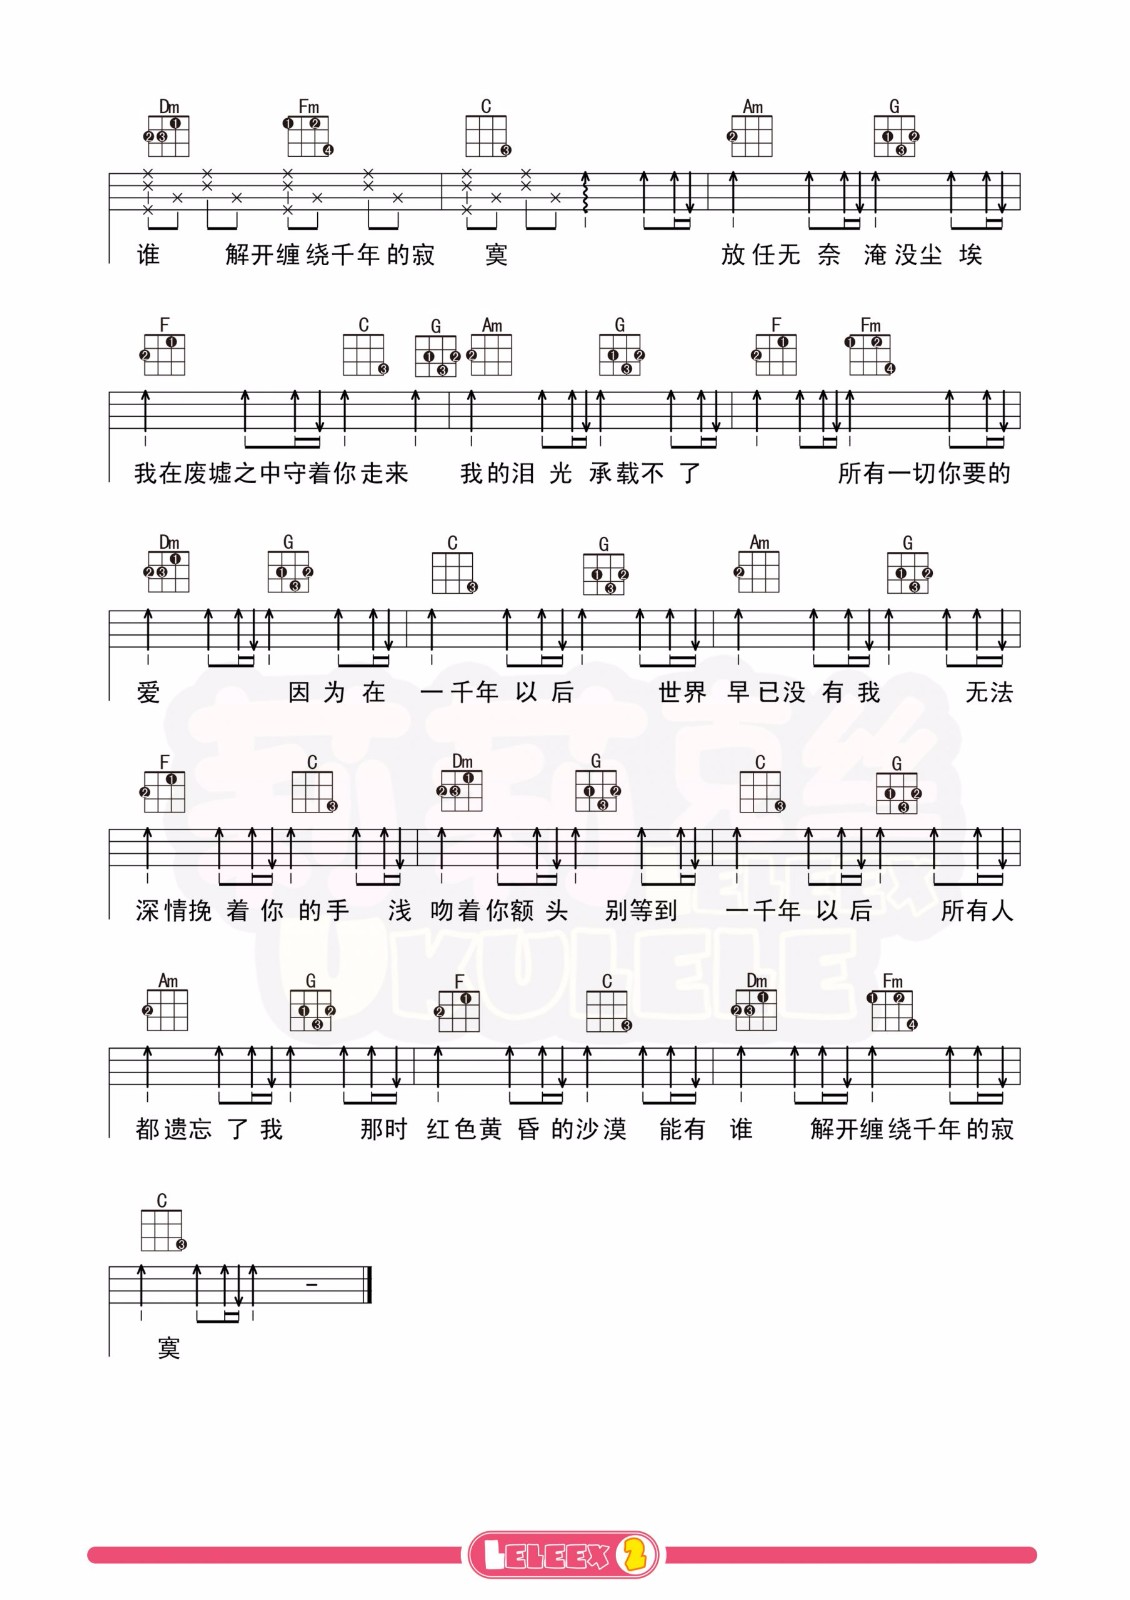 Dm Fm C Am G
谁 解开缠绕千年的寂 寞 放任无奈 淹没尘埃
F C G Am G F Fm
我在废墟之中守着你走来 我的泪光 承载不了 所有一切你要的
Dm G C G Am G
爱 因为在 一千年以后 世界 早已没有我 无法
F C Dm G C G
深情挽着你的手 浅 吻着你额头 别等到 一千年以后 所有人
Am G F C Dm Fm
都遗忘了我 那时 红色黄昏的沙漠 能有 谁 解开缠绕千年的寂
C
寞
LELEEX 2
UKULELE
LELEEX